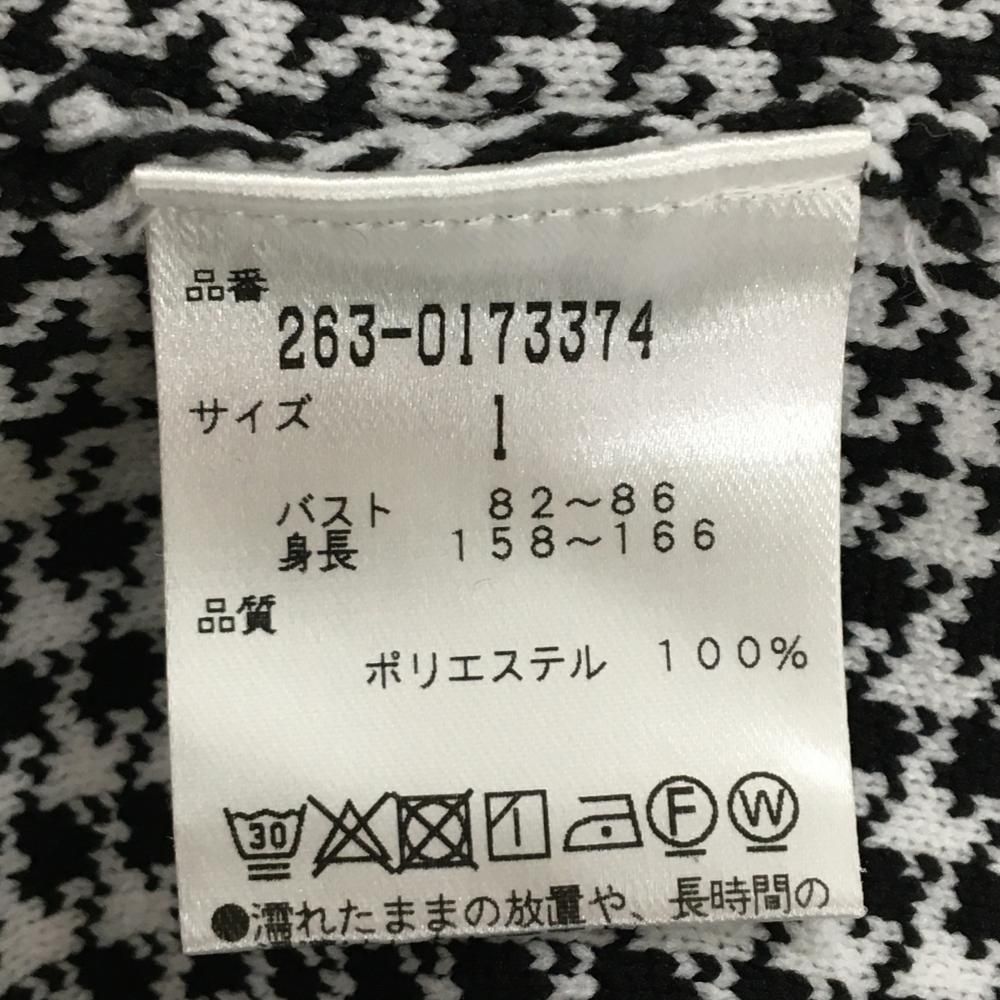 品番
263-0173374
サイズ 1
バスト 82～86
身長 158～166
品質
ポリエステル 100%
30 F W
●濡れたままの放置や、長時間の